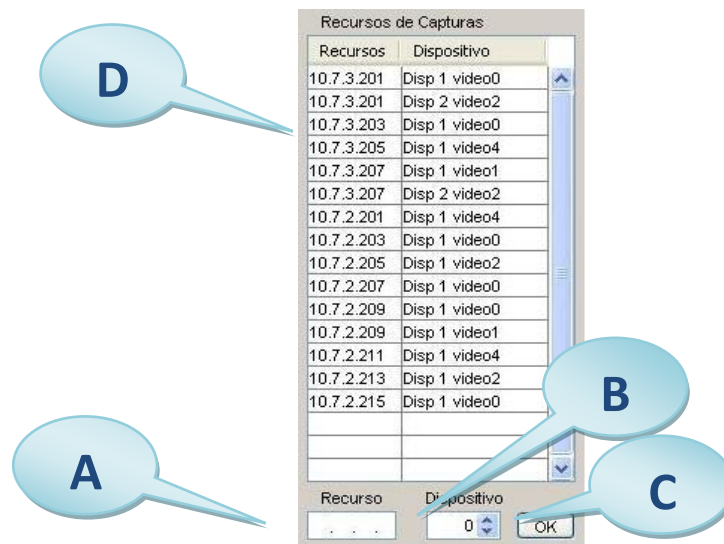 Recursos de Capturas
Recursos Dispositivo
10.7.3.201 Disp 1 video0
10.7.3.201 Disp 2 video2
10.7.3.203 Disp 1 video0
10.7.3.205 Disp 1 video4
10.7.3.207 Disp 1 video1
10.7.3.207 Disp 2 video2
10.7.2.201 Disp 1 video4
10.7.2.203 Disp 1 video0
10.7.2.205 Disp 1 video2
10.7.2.207 Disp 1 video0
10.7.2.209 Disp 1 video0
10.7.2.209 Disp 1 video1
10.7.2.211 Disp 1 video4
10.7.2.213 Disp 1 video2
10.7.2.215 Disp 1 video0
Recurso Dispositivo
. . . 0 OK
D
B
A
C